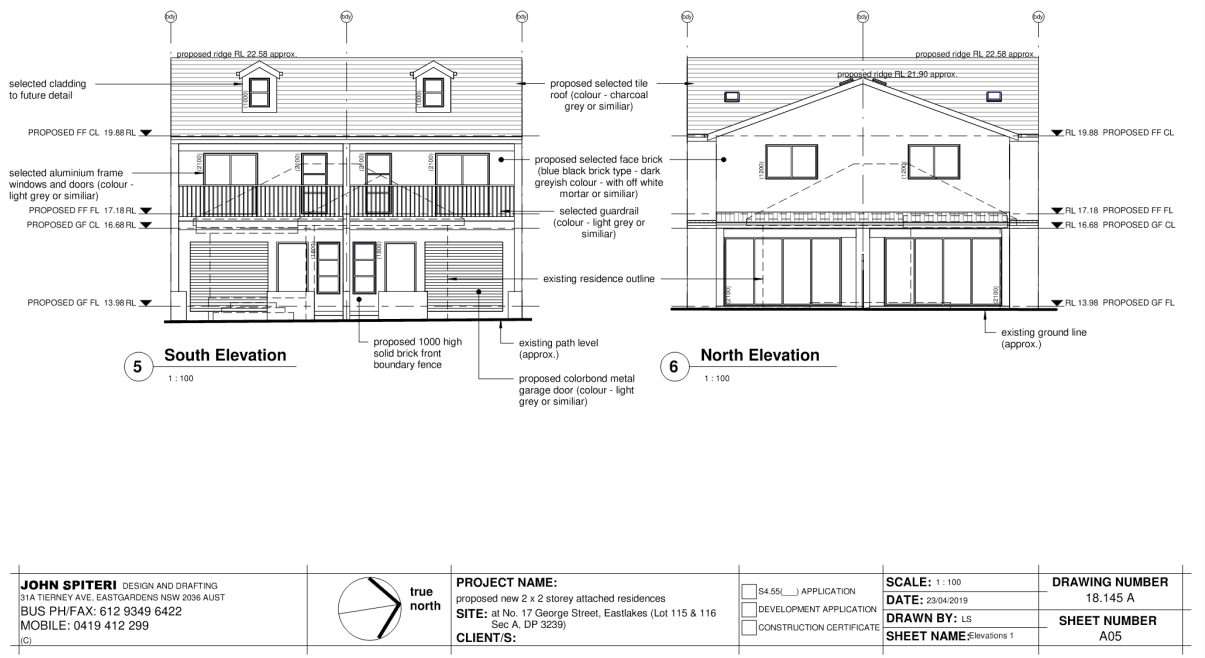 bdy
bdy
bdy
bdy
bdy
bdy
proposed ridge RL 22.58 approx.
proposed ridge RL 22.58 approx.
proposed ridge RL 21.90 approx.
selected cladding
to future detail
(1000)
(1000)
proposed selected tile
roof (colour - charcoal
grey or similiar)
PROPOSED FF CL 19.88 RL
RL 19.88 PROPOSED FF CL
selected aluminium frame
windows and doors (colour -
light grey or similiar)
(2100)
(2100)
(2100)
(2100)
proposed selected face brick
(blue black brick type - dark
greyish colour - with off white
mortar or similiar)
(1200)
(1200)
PROPOSED FF FL 17.18 RL
PROPOSED GF CL 16.68 RL
selected guardrail
(colour - light grey or
similiar)
RL 17.18 PROPOSED FF FL
RL 16.68 PROPOSED GF CL
(1800)
(1800)
existing residence outline
(2100)
(2100)
PROPOSED GF FL 13.98 RL
RL 13.98 PROPOSED GF FL
proposed 1000 high
solid brick front
boundary fence
existing path level
(approx.)
proposed colorbond metal
garage door (colour - light
grey or similiar)
existing ground line
(approx.)
5 South Elevation
1 : 100
6 North Elevation
1 : 100
JOHN SPITERI DESIGN AND DRAFTING
31A TIERNEY AVE, EASTGARDENS NSW 2036 AUST
BUS PH/FAX: 612 9349 6422
MOBILE: 0419 412 299
(C)
true
north
PROJECT NAME:
proposed new 2 x 2 storey attached residences
SITE: at No. 17 George Street, Eastlakes (Lot 115 & 116
Sec A, DP 3239)
CLIENT/S:
S4.55(___) APPLICATION
DEVELOPMENT APPLICATION
CONSTRUCTION CERTIFICATE
SCALE: 1 : 100
DATE: 23/04/2019
DRAWN BY: LS
SHEET NAME: Elevations 1
DRAWING NUMBER
18.145 A
SHEET NUMBER
A05